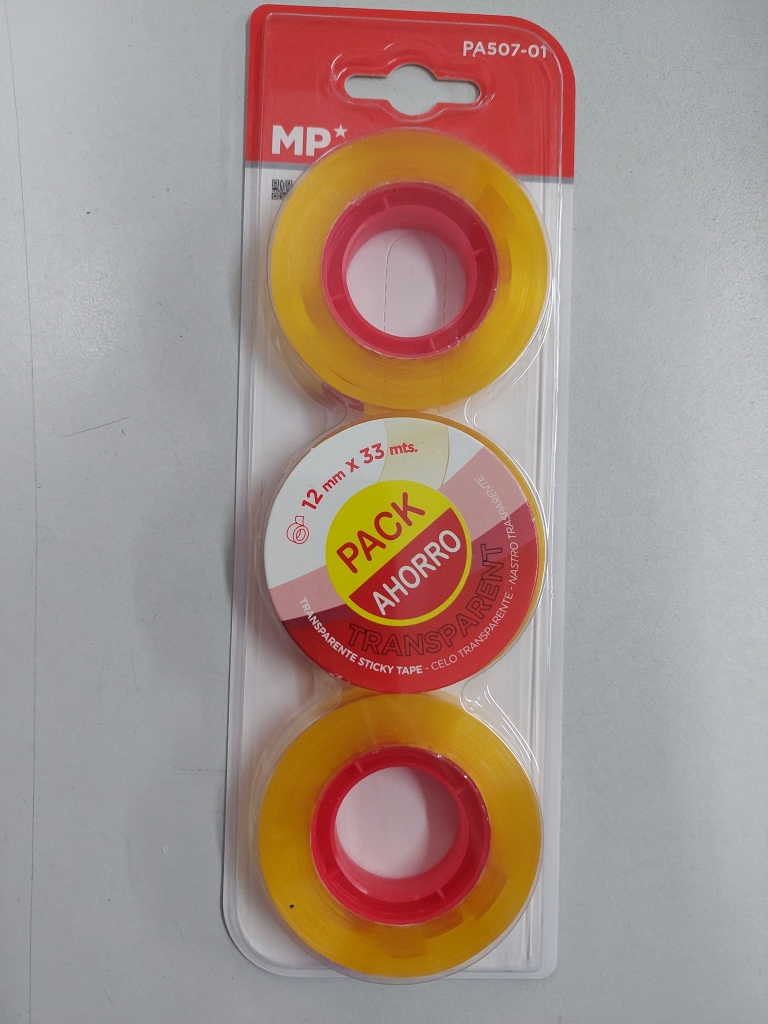 PA507-01
MP
12 mm x 33 mts.
PACK
AHORRO
TRANSPARENT
TRANSPARENTE STICKY TAPE - CELO TRANSPARENTE - NASTRO TRASPARENTE